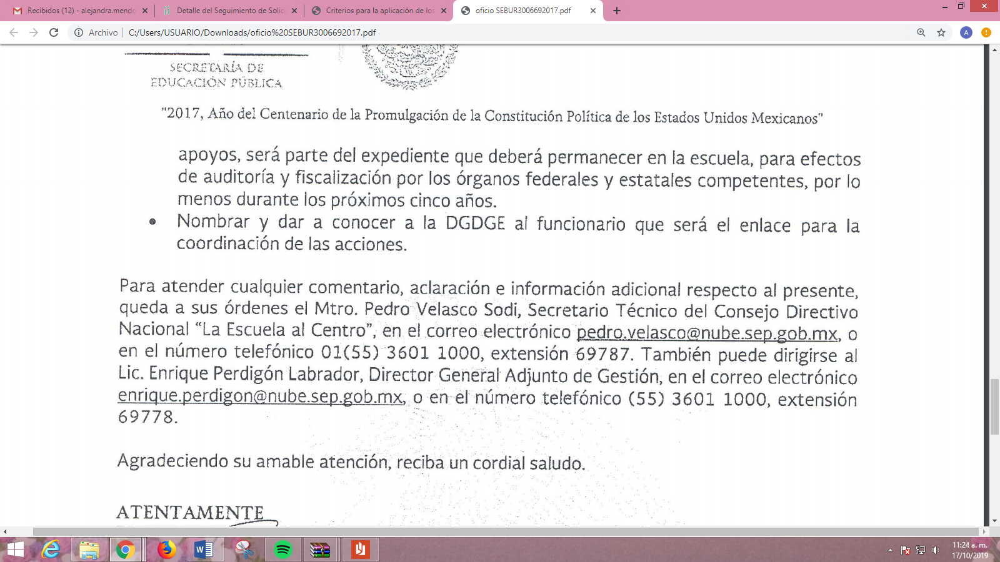 Recibidos (12) - alejandra.mend
Detalle del Seguimiento de Solic
Criterios para la aplicación de los
oficio SEBUR3006692017.pdf
Archivo
C:/Users/USUARIO/Downloads/oficio%20SEBUR3006692017.pdf
A
SECRETARÍA DE
EDUCACIÓN PÚBLICA
"2017, Año del Centenario de la Promulgación de la Constitución Política de los Estados Unidos Mexicanos"
apoyos, será parte del expediente que deberá permanecer en la escuela, para efectos
de auditoría y fiscalización por los órganos federales y estatales competentes, por lo
menos durante los próximos cinco años.
• Nombrar y dar a conocer a la DGDGE al funcionario que será el enlace para la
coordinación de las acciones.
Para atender cualquier comentario, aclaración e información adicional respecto al presente,
queda a sus órdenes el Mtro. Pedro Velasco Sodi, Secretario Técnico del Consejo Directivo
Nacional “La Escuela al Centro”, en el correo electrónico pedro.velasco@nube.sep.gob.mx, o
en el número telefónico 01(55) 3601 1000, extensión 69787. También puede dirigirse al
Lic. Enrique Perdigón Labrador, Director General Adjunto de Gestión, en el correo electrónico
enrique.perdigon@nube.sep.gob.mx, o en el número telefónico (55) 3601 1000, extensión
69778.
Agradeciendo su amable atención, reciba un cordial saludo.
ATENTAMENTE
11:24 a. m.
17/10/2019